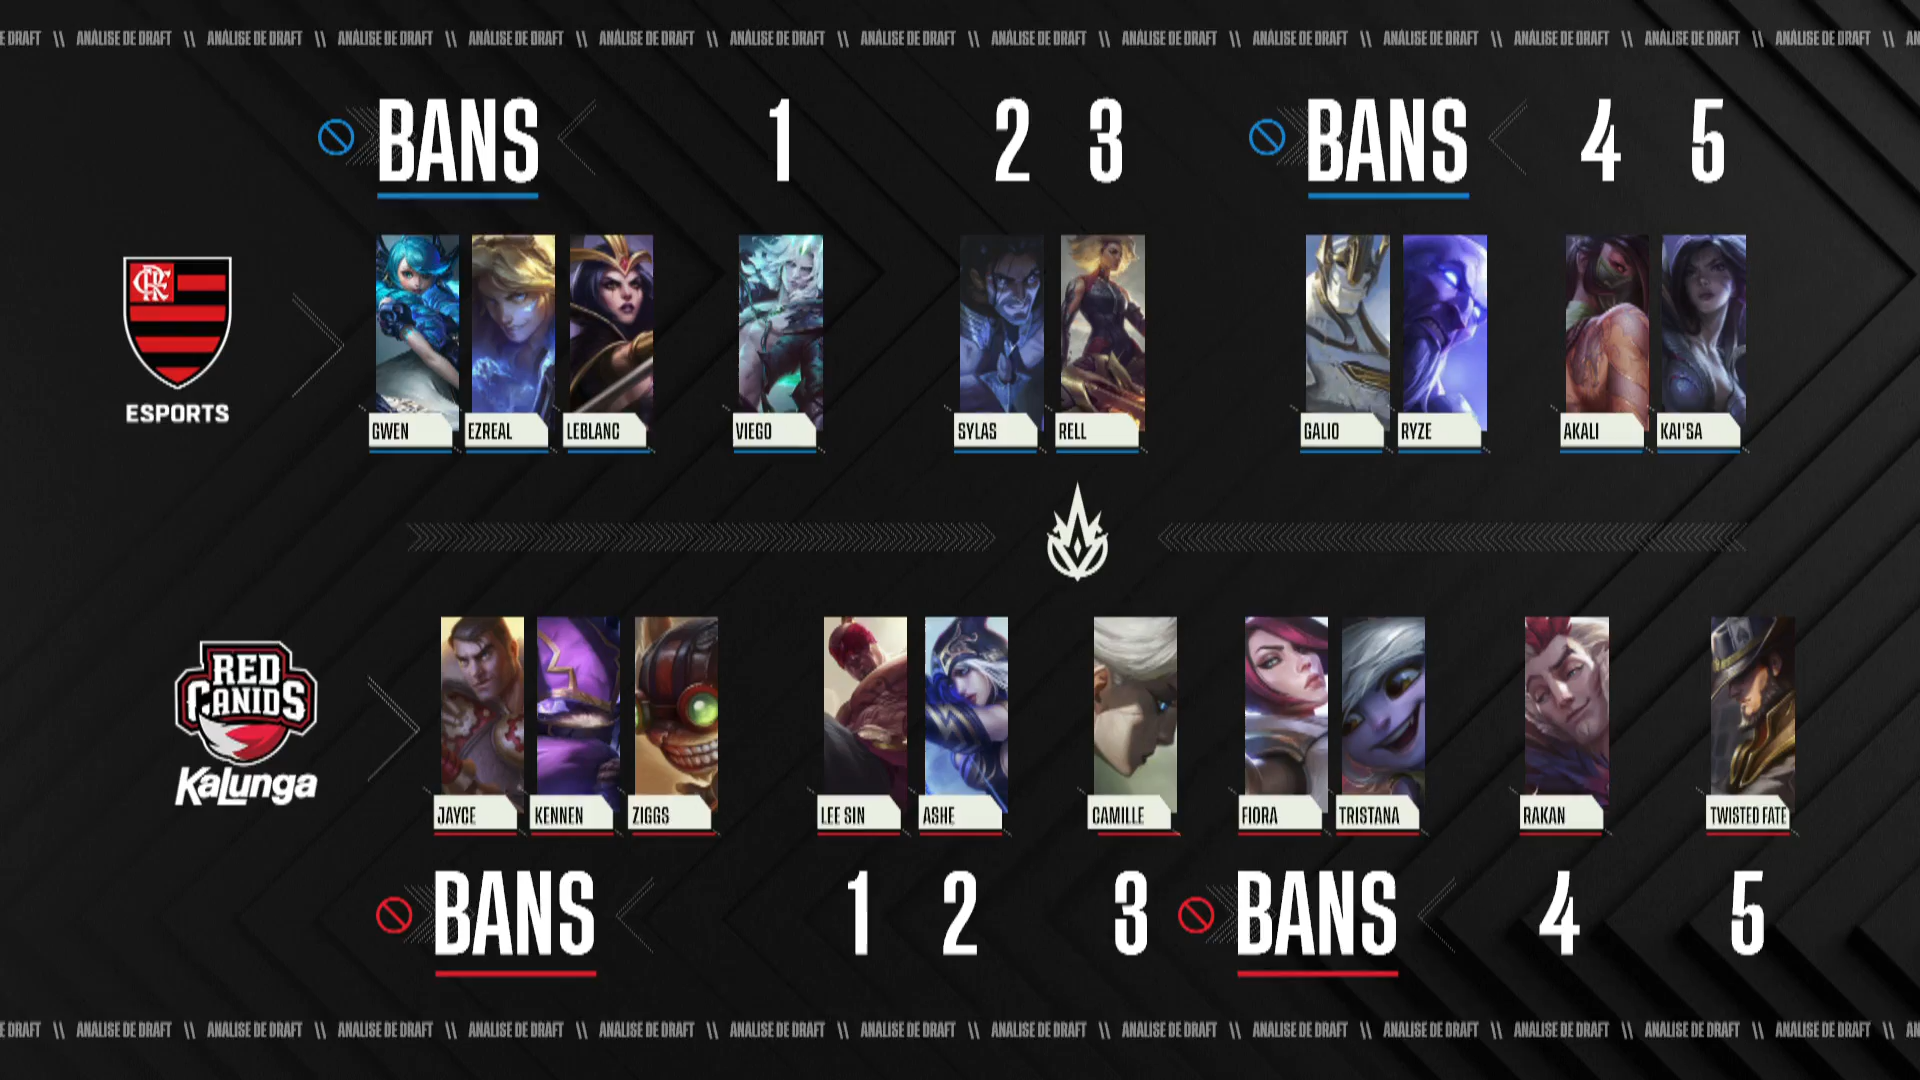 E DRAFT \\ ANÁLISE DE DRAFT \\ ANÁLISE DE DRAFT \\ ANÁLISE DE DRAFT \\ ANÁLISE DE DRAFT \\ ANÁLISE DE DRAFT \\ ANÁLISE DE DRAFT \\ ANÁLISE DE DRAFT \\ ANÁLISE DE DRAFT \\ ANÁLISE DE DRAFT \\ ANÁLISE DE DRAFT \\ ANÁLISE DE DRAFT \\ ANÁLISE DE DRAFT \\ ANÁLISE DE DRAFT \\ AN
BANS 1 2 3 BANS 4 5
CRF
ESPORTS
GWEN EZREAL LEBLANC VIEGO SYLAS RELL GALIO RYZE AKALI KAI'SA
RED
CANIDS
Kalunga
JAYCE KENNEN ZIGGS LEE SIN ASHE CAMILLE FIORA TRISTANA RAKAN TWISTED FATE
BANS 1 2 3 BANS 4 5
E DRAFT \\ ANÁLISE DE DRAFT \\ ANÁLISE DE DRAFT \\ ANÁLISE DE DRAFT \\ ANÁLISE DE DRAFT \\ ANÁLISE DE DRAFT \\ ANÁLISE DE DRAFT \\ ANÁLISE DE DRAFT \\ ANÁLISE DE DRAFT \\ ANÁLISE DE DRAFT \\ ANÁLISE DE DRAFT \\ ANÁLISE DE DRAFT \\ ANÁLISE DE DRAFT \\ ANÁLISE DE DRAFT \\ AN